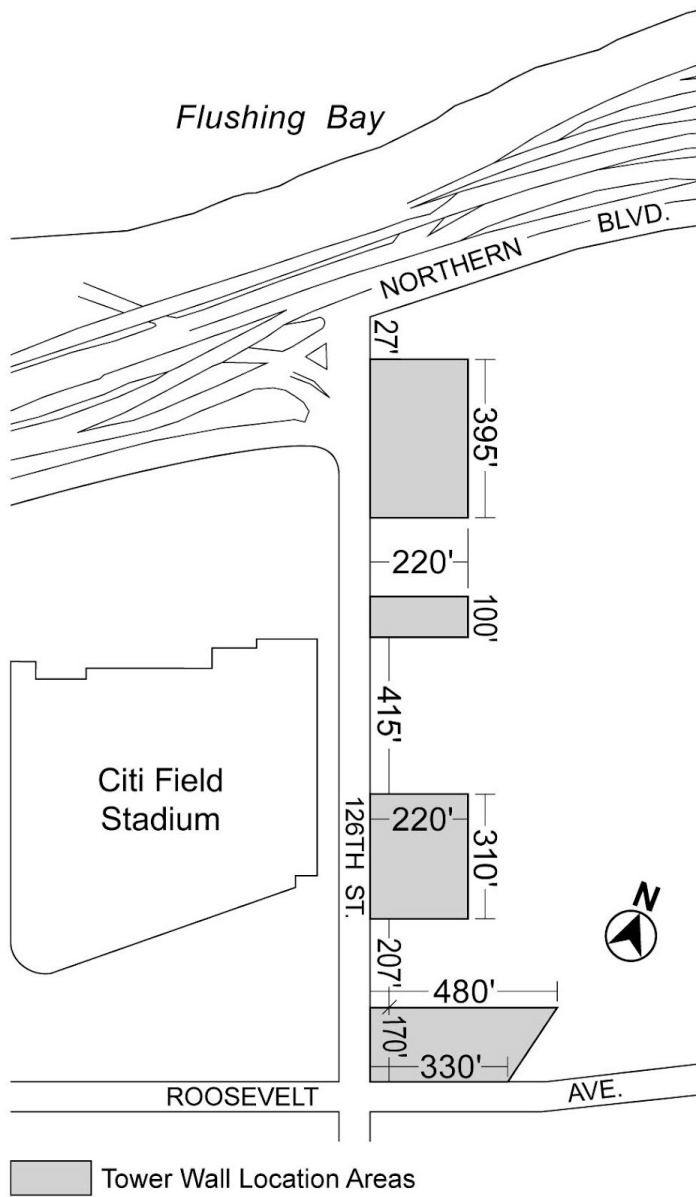 Flushing Bay
NORTHERN BLVD.
27'
395'
220'
100'
415'
Citi Field
Stadium
126TH ST.
220'
310'
N
207'
480'
170'
330'
ROOSEVELT AVE.
Tower Wall Location Areas